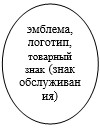 эмблема,
логотип,
товарный
знак (знак
обслуживан
ия)